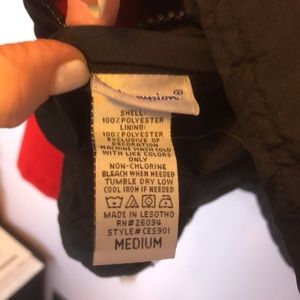 SHELL:
100% POLYESTER
LINING:
100% POLYESTER
EXCLUSIVE OF
DECORATION
MACHINE WASH COLD
WITH LIKE COLORS
ONLY
NON-CHLORINE
BLEACH WHEN NEEDED
TUMBLE DRY LOW
COOL IRON IF NEEDED
MADE IN LESOTHO
RN#26094
STYLE#CES901
MEDIUM